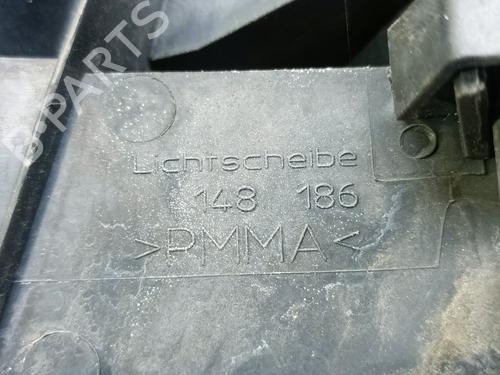 B-PARTS
Lichtscheibe
148 186
>PMMA<